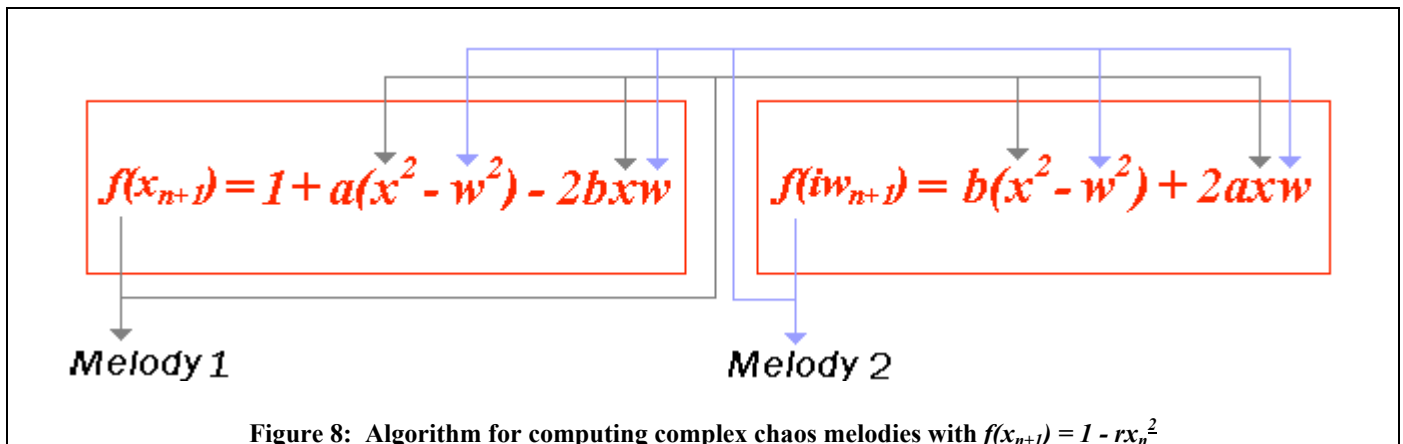 f(xₙ₊₁) = 1 + a(x² - w²) - 2bxw
f(iwₙ₊₁) = b(x² - w²) + 2axw
Melody 1
Melody 2
Figure 8: Algorithm for computing complex chaos melodies with f(xₙ₊₁) = 1 - rxₙ²